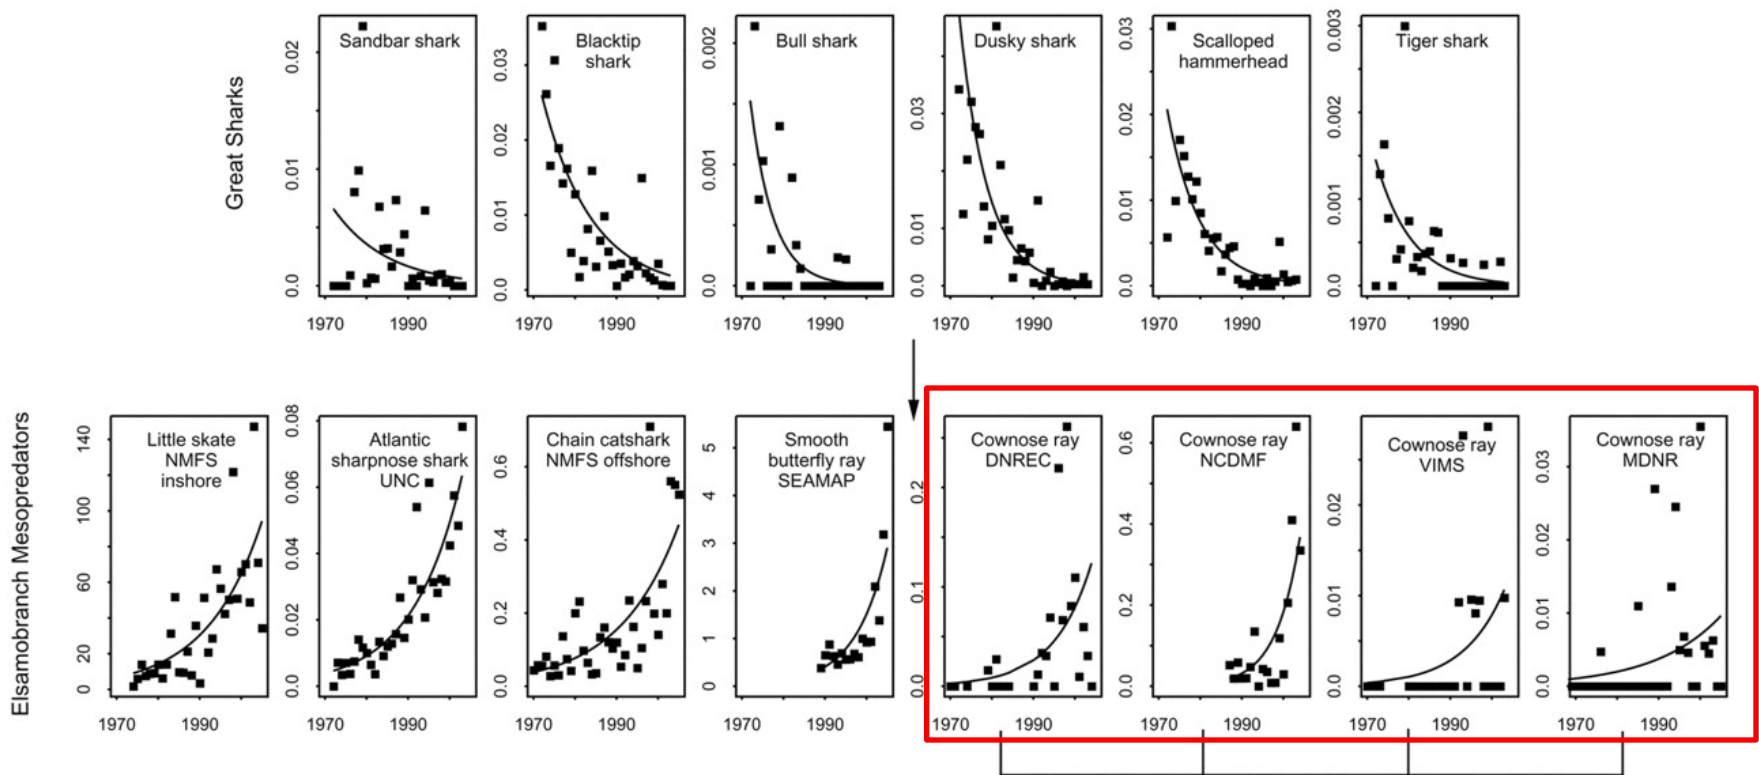 Great Sharks
Sandbar shark
0.02
0.01
0.0
1970 1990
Blacktip
shark
0.03
0.02
0.01
0.00
1970 1990
Bull shark
0.002
0.001
0.0
1970 1990
Dusky shark
0.03
0.0
1970 1990
Scalloped
hammerhead
0.03
0.02
0.01
0.0
1970 1990
Tiger shark
0.003
0.002
0.001
0.0
1970 1990
Elsamobranch Mesopredators
Little skate
NMFS
inshore
140
100
60
20
0
1970 1990
Atlantic
sharpnose shark
UNC
0.08
0.06
0.04
0.02
0.0
1970 1990
Chain catshark
NMFS offshore
0.6
0.4
0.2
0.0
1970 1990
Smooth
butterfly ray
SEAMAP
5
4
3
2
1
0
1970 1990
Cownose ray
DNREC
0.2
0.1
0.0
1970 1990
Cownose ray
NCDMF
0.6
0.4
0.2
0.0
1970 1990
Cownose ray
VIMS
0.02
0.01
0.0
1970 1990
Cownose ray
MDNR
0.03
0.02
0.01
0.00
1970 1990